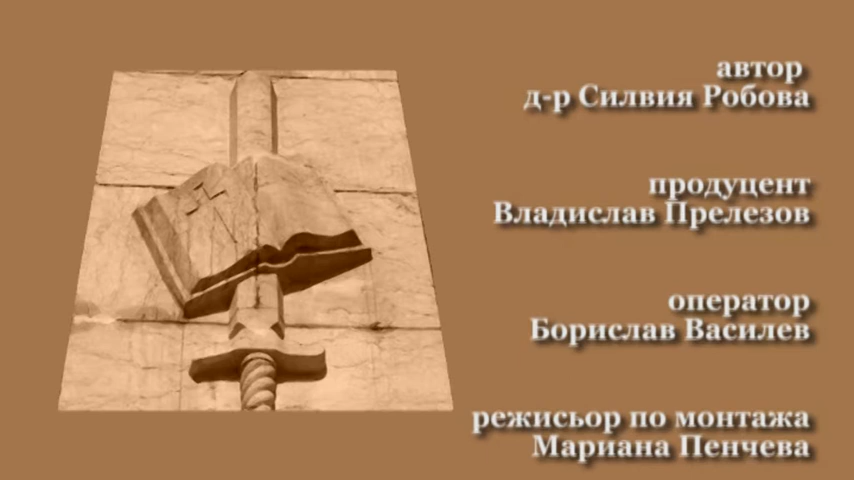 автор
д-р Силвия Робова
продуцент
Владислав Прелезов
оператор
Борислав Василев
режисьор по монтажа
Мариана Пенчева